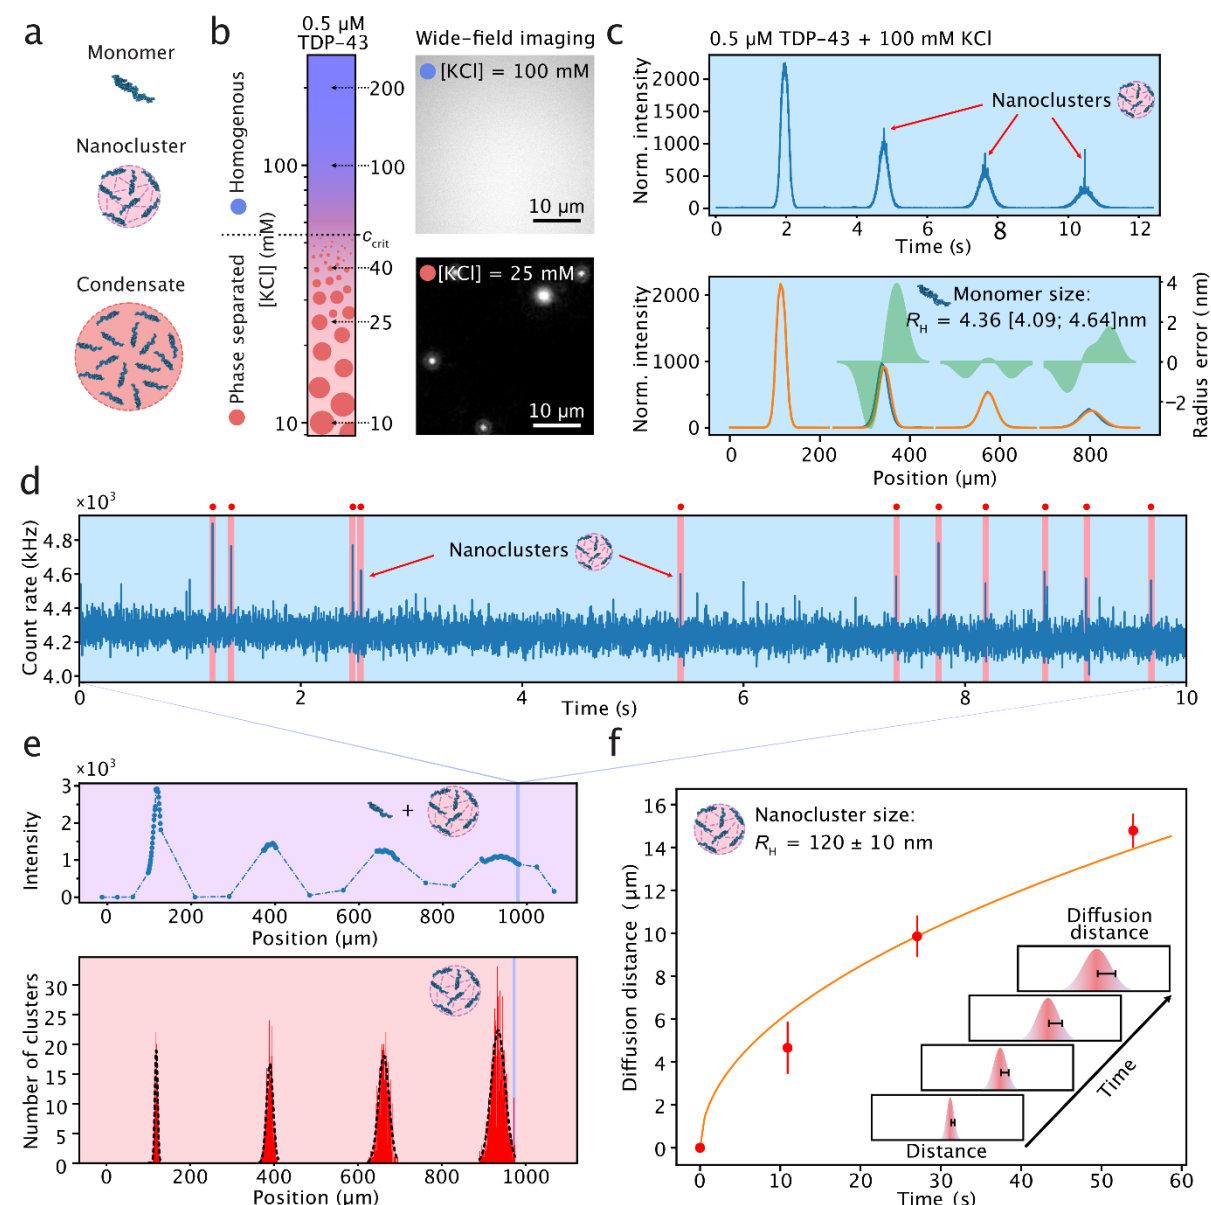 a
Monomer
Nanocluster
Condensate
b
0.5 µM
TDP-43
Homogenous
Phase separated
[KCl] (mM)
100
10
200
100
c_crit
40
25
10
Wide-field imaging
[KCl] = 100 mM
10 µm
[KCl] = 25 mM
10 µm
c
0.5 µM TDP-43 + 100 mM KCl
Norm. intensity
2000
1500
1000
500
0
Nanoclusters
0 2 4 6 8 10 12
Time (s)
Norm. intensity
2000
1000
0
Monomer size:
R_H = 4.36 [4.09; 4.64]nm
4
2
0
−2
Radius error (nm)
0 200 400 600 800
Position (µm)
d
×10³
Count rate (kHz)
4.8
4.6
4.4
4.2
4.0
Nanoclusters
0 2 4 6 8 10
Time (s)
e
×10³
Intensity
3
2
1
0
+
0 200 400 600 800 1000
Position (µm)
Number of clusters
30
25
20
15
10
5
0
0 200 400 600 800 1000
Position (µm)
f
Diffusion distance (µm)
16
14
12
10
8
6
4
2
0
Nanocluster size:
R_H = 120 ± 10 nm
Diffusion
distance
Time
Distance
0 10 20 30 40 50 60
Time (s)